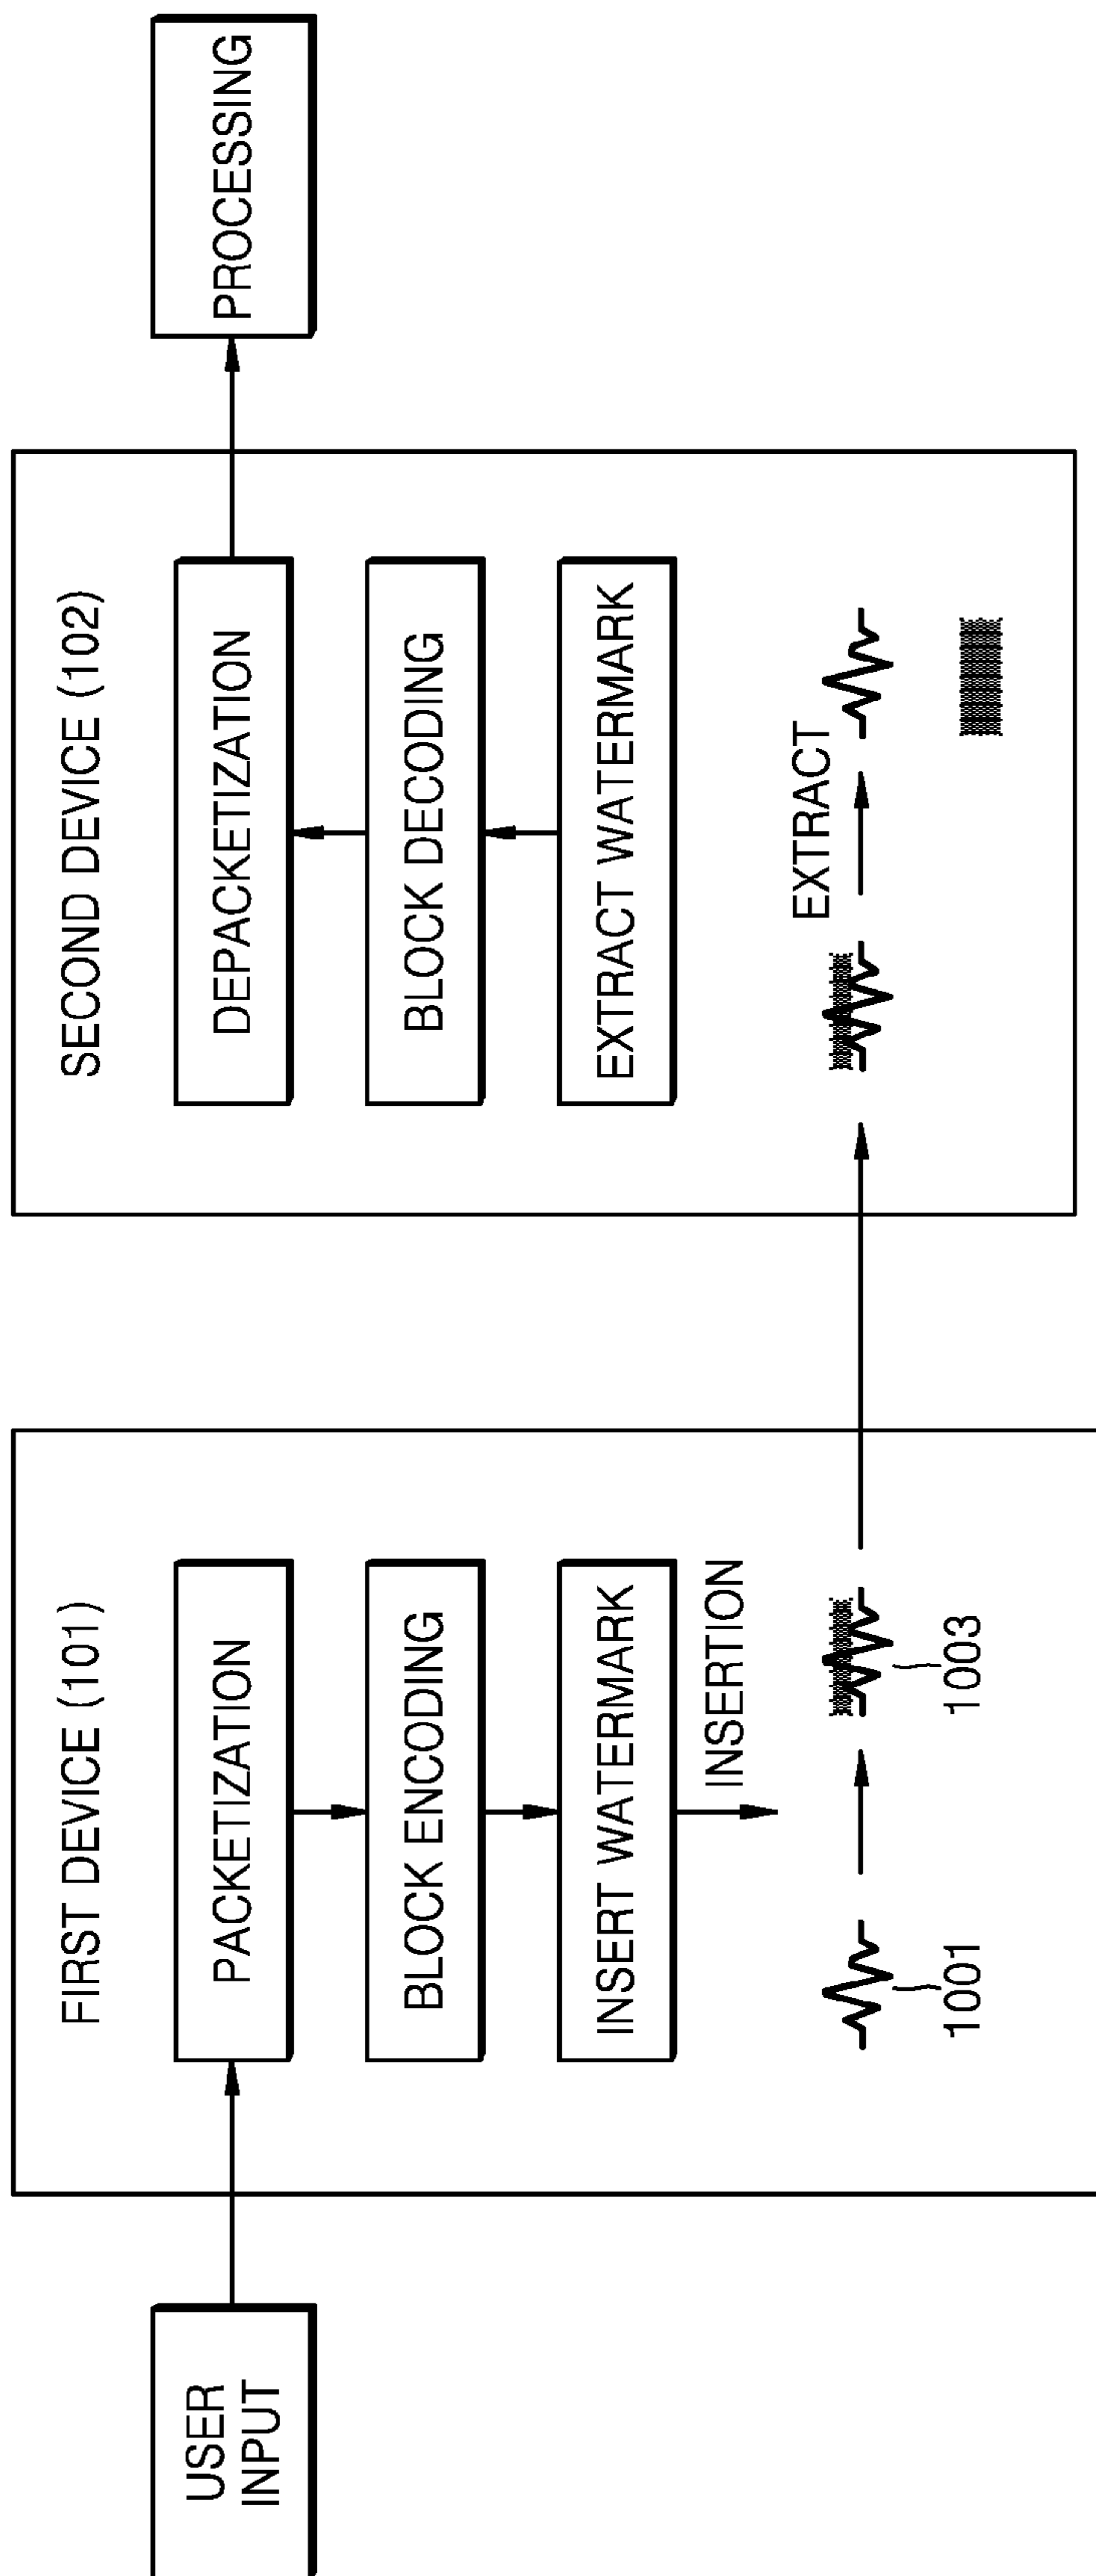 USER
INPUT
FIRST DEVICE (101)
PACKETIZATION
BLOCK ENCODING
INSERT WATERMARK
INSERTION
1001
1003
SECOND DEVICE (102)
DEPACKETIZATION
BLOCK DECODING
EXTRACT WATERMARK
EXTRACT
PROCESSING